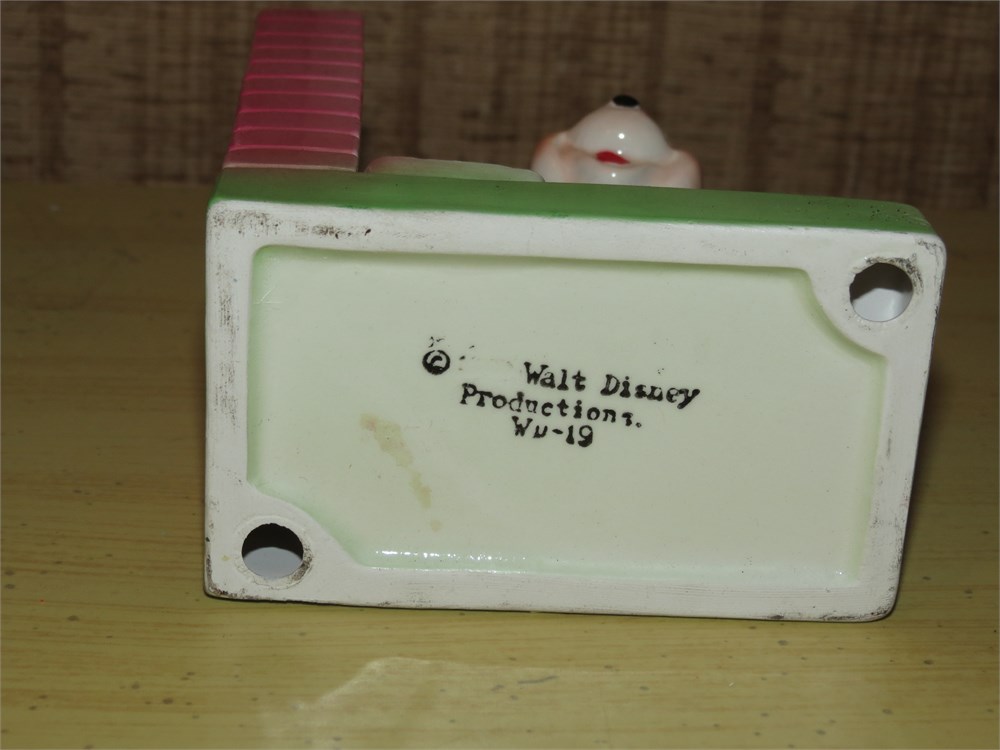 © Walt Disney
Productions.
WD-19